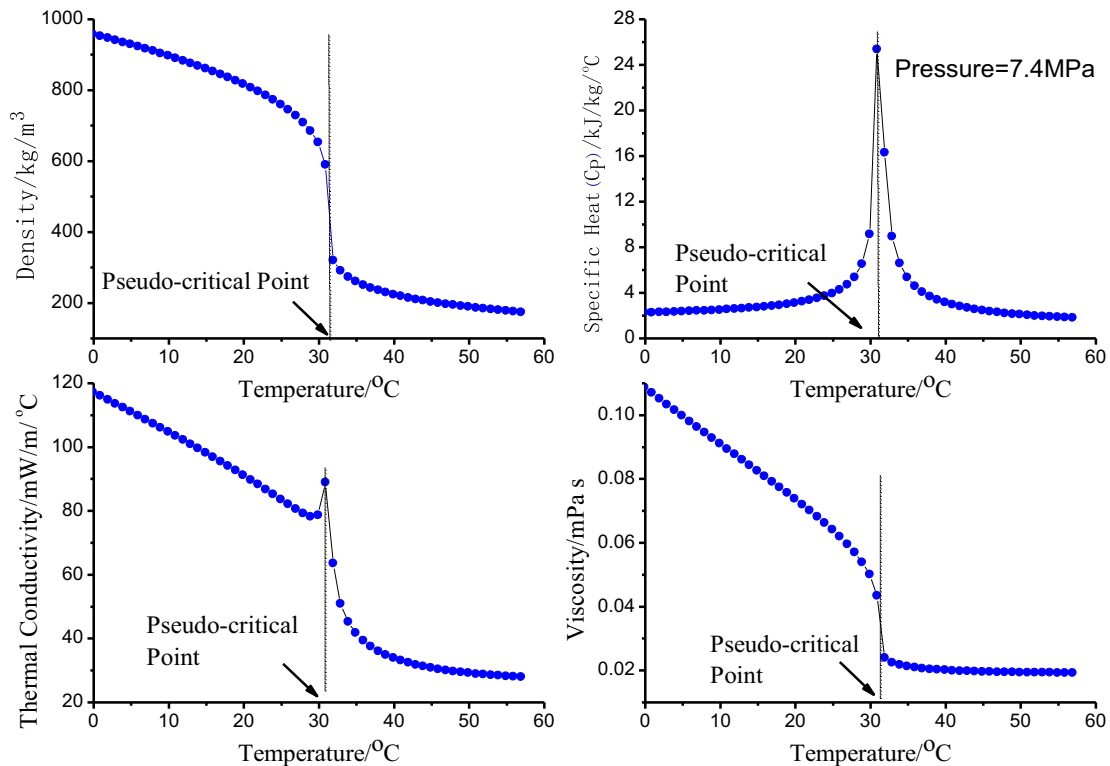 1000
800
600
400
200
Density/kg/m³
Pseudo-critical Point
0 10 20 30 40 50 60
Temperature/°C
28
24
20
16
12
8
4
0
Specific Heat(Cp)/kJ/kg/°C
Pressure=7.4MPa
Pseudo-critical
Point
0 10 20 30 40 50 60
Temperature/°C
120
100
80
60
40
20
Thermal Conductivity/mW/m/°C
Pseudo-critical
Point
0 10 20 30 40 50 60
Temperature/°C
0.10
0.08
0.06
0.04
0.02
Viscosity/mPa s
Pseudo-critical
Point
0 10 20 30 40 50 60
Temperature/°C